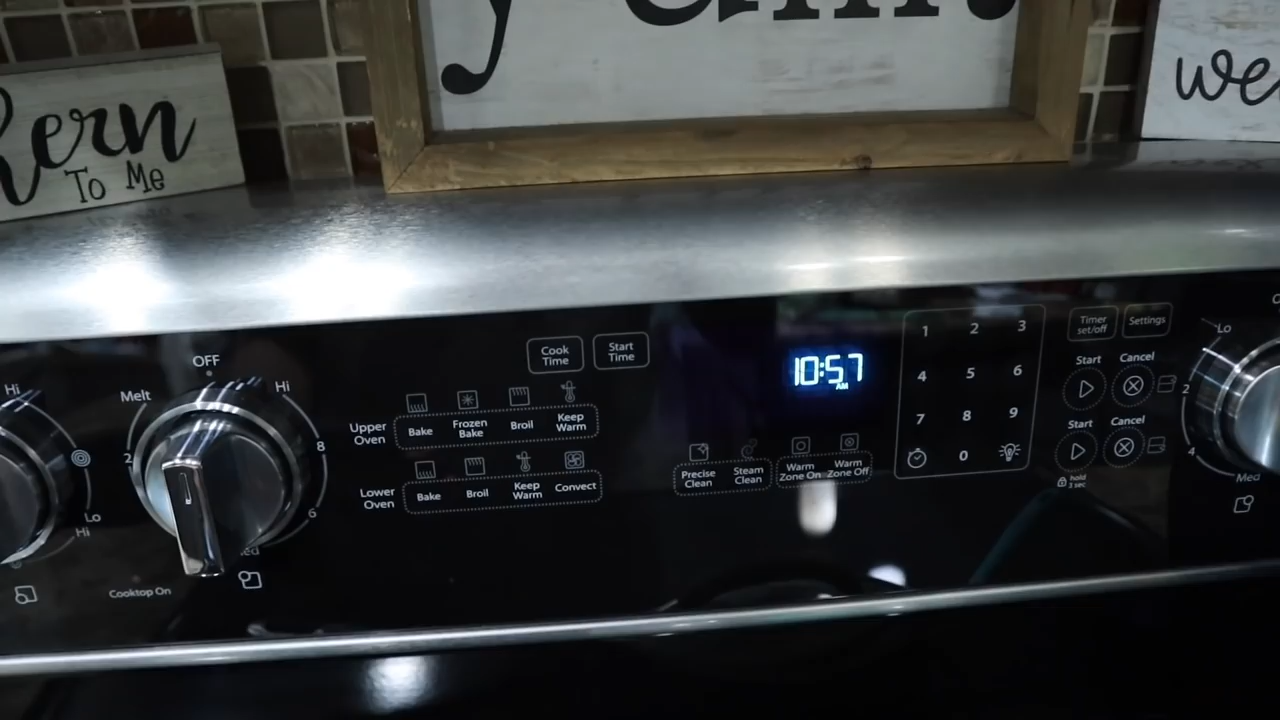 To Me
we
Hi
Lo
Hi
OFF
Melt
Hi
2
8
6
Cooktop On
Cook
Time
Start
Time
Upper
Oven
Bake
Frozen
Bake
Broil
Keep
Warm
Lower
Oven
Bake
Broil
Keep
Warm
Convect
10:57
AM
Precise
Clean
Steam
Clean
Warm
Zone On
Warm
Zone Off
1 2 3
4 5 6
7 8 9
0
Timer
set/off
Settings
Start
Cancel
Start
Cancel
hold
3 sec
Lo
2
4
Med